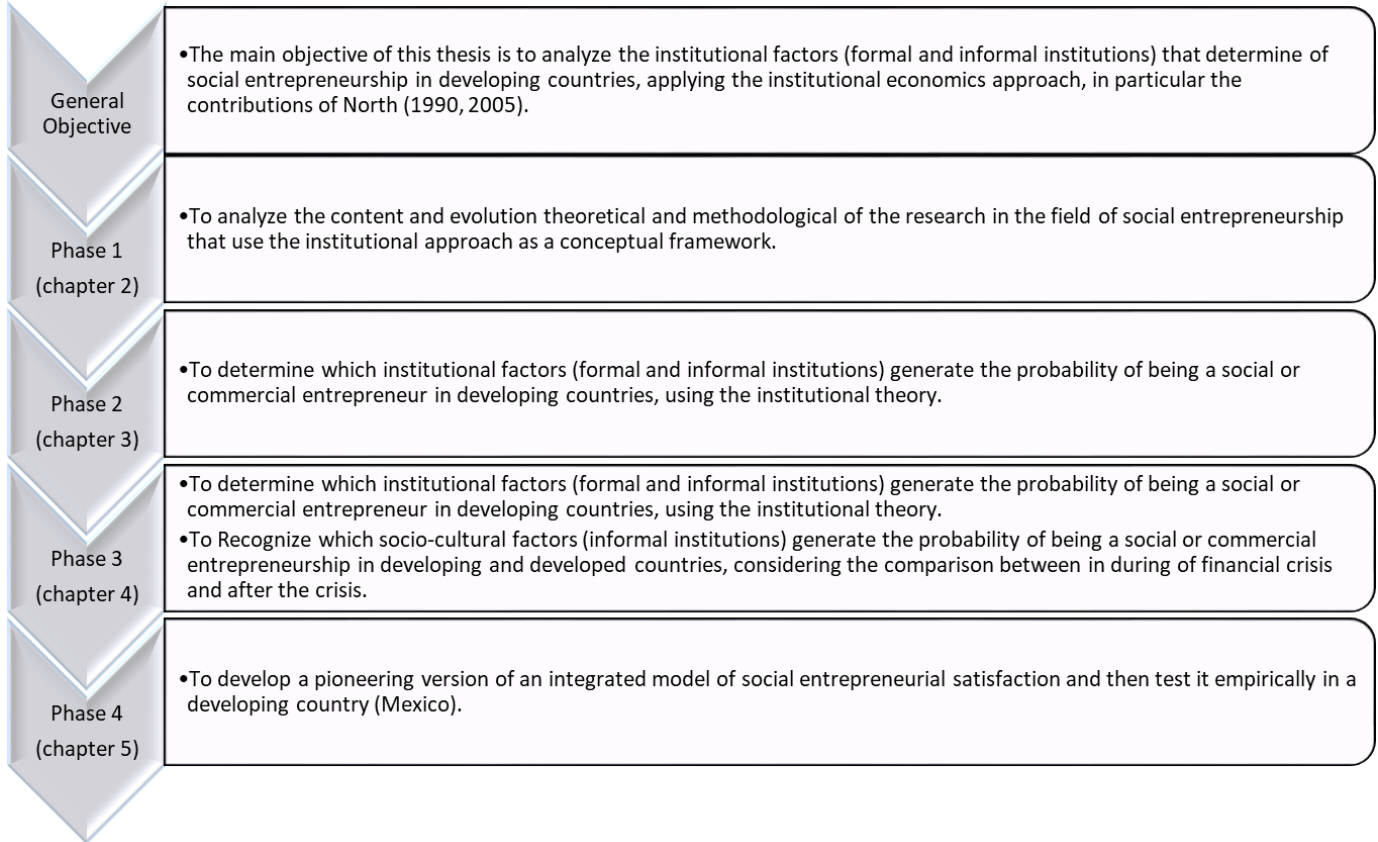 General
Objective
•The main objective of this thesis is to analyze the institutional factors (formal and informal institutions) that determine of
social entrepreneurship in developing countries, applying the institutional economics approach, in particular the
contributions of North (1990, 2005).
Phase 1
(chapter 2)
•To analyze the content and evolution theoretical and methodological of the research in the field of social entrepreneurship
that use the institutional approach as a conceptual framework.
Phase 2
(chapter 3)
•To determine which institutional factors (formal and informal institutions) generate the probability of being a social or
commercial entrepreneur in developing countries, using the institutional theory.
Phase 3
(chapter 4)
•To determine which institutional factors (formal and informal institutions) generate the probability of being a social or
commercial entrepreneur in developing countries, using the institutional theory.
•To Recognize which socio-cultural factors (informal institutions) generate the probability of being a social or commercial
entrepreneurship in developing and developed countries, considering the comparison between in during of financial crisis
and after the crisis.
Phase 4
(chapter 5)
•To develop a pioneering version of an integrated model of social entrepreneurial satisfaction and then test it empirically in a
developing country (Mexico).